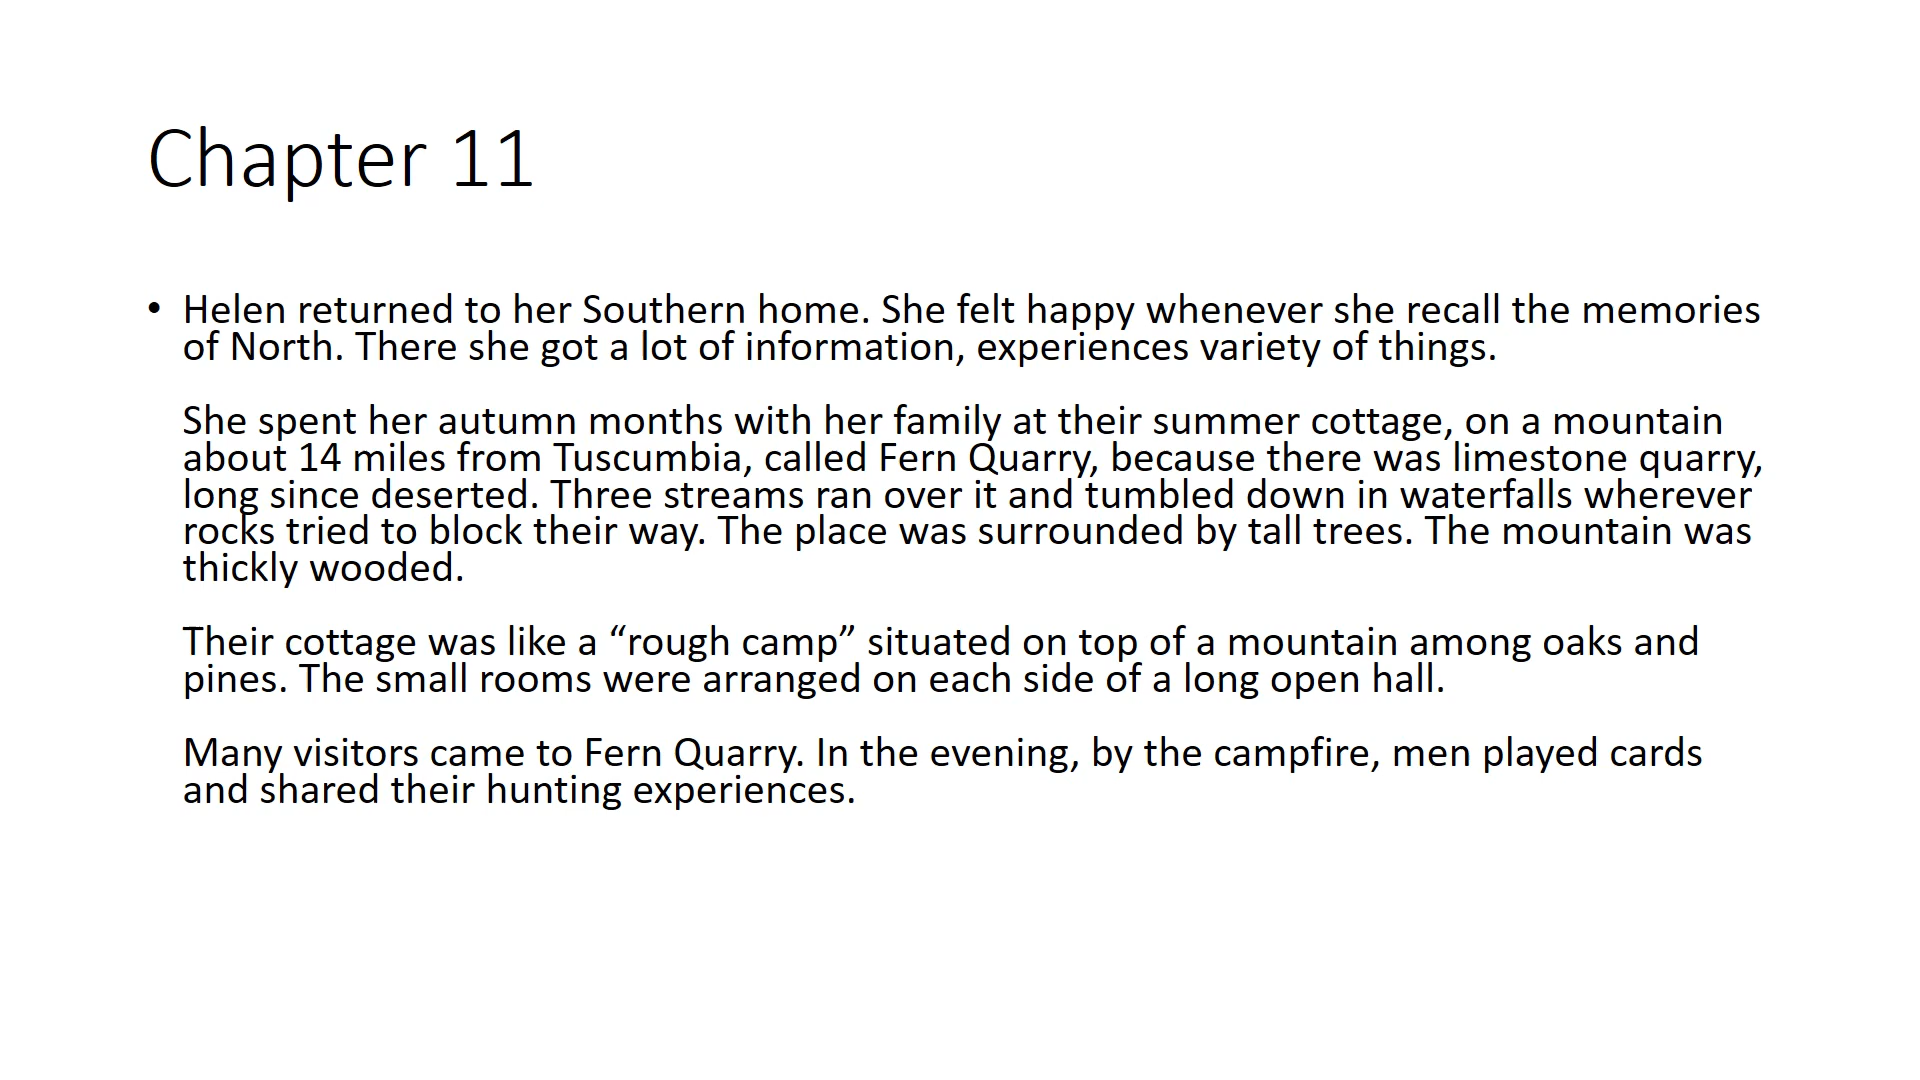 Chapter 11
• Helen returned to her Southern home. She felt happy whenever she recall the memories
of North. There she got a lot of information, experiences variety of things.
She spent her autumn months with her family at their summer cottage, on a mountain
about 14 miles from Tuscumbia, called Fern Quarry, because there was limestone quarry,
long since deserted. Three streams ran over it and tumbled down in waterfalls wherever
rocks tried to block their way. The place was surrounded by tall trees. The mountain was
thickly wooded.
Their cottage was like a “rough camp” situated on top of a mountain among oaks and
pines. The small rooms were arranged on each side of a long open hall.
Many visitors came to Fern Quarry. In the evening, by the campfire, men played cards
and shared their hunting experiences.